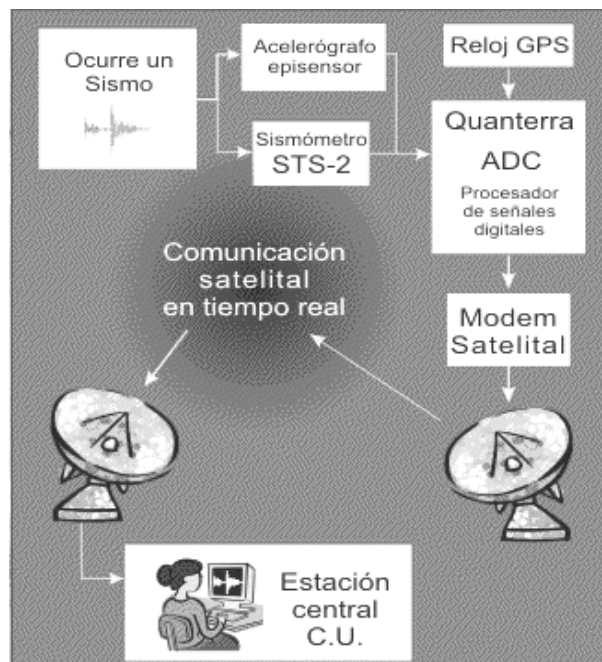 Ocurre un
Sismo
Acelerógrafo
episensor
Sismómetro
STS-2
Reloj GPS
Quanterra
ADC
Procesador
de señales
digitales
Modem
Satelital
Comunicación
satelital
en tiempo real
Estación
central
C.U.